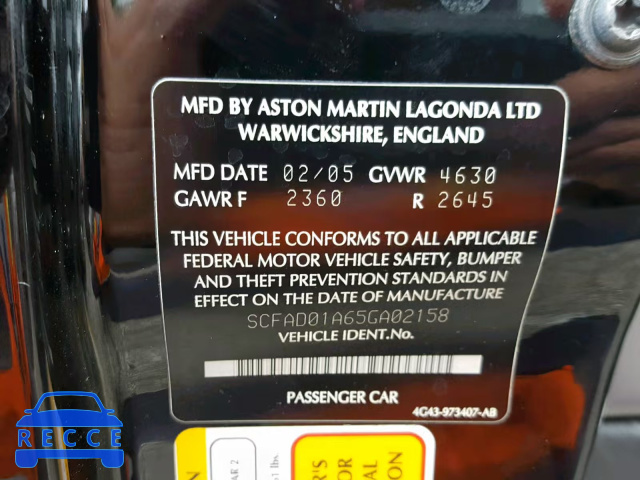 MFD BY ASTON MARTIN LAGONDA LTD
WARWICKSHIRE, ENGLAND
MFD DATE 02/05 GVWR 4630
GAWR F 2360 R 2645
THIS VEHICLE CONFORMS TO ALL APPLICABLE
FEDERAL MOTOR VEHICLE SAFETY, BUMPER
AND THEFT PREVENTION STANDARDS IN
EFFECT ON THE DATE OF MANUFACTURE
SCFAD01A65GA02158
VEHICLE IDENT.No.
PASSENGER CAR
4G43-973407-AB
RECCE